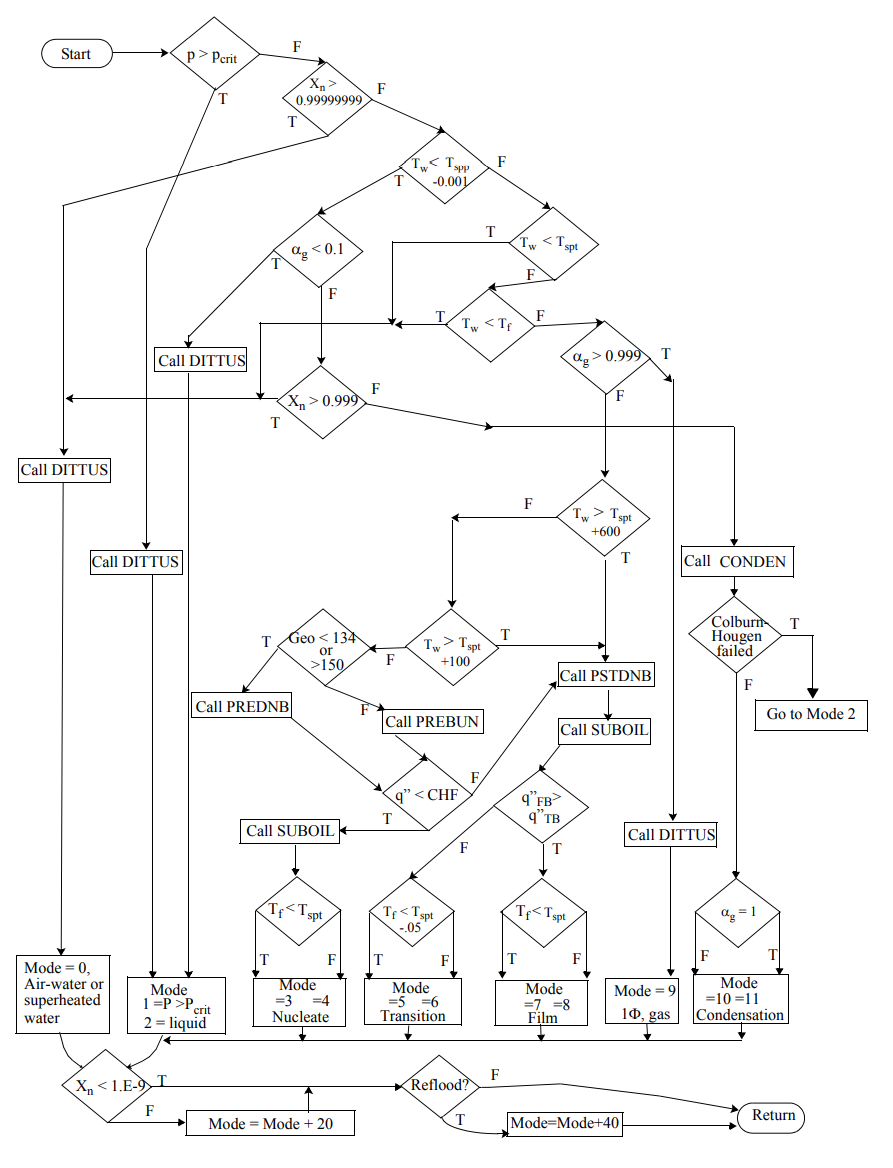 Start
p > pcrit
F
T
Xn >
0.99999999
F
T
Tw < Tspp
-0.001
F
T
αg < 0.1
T
F
Tw < Tspt
T
F
Tw < Tf
T
F
αg > 0.999
T
F
Call DITTUS
Xn > 0.999
F
T
Call DITTUS
Tw > Tspt
+600
F
T
Call DITTUS
Call CONDEN
Colburn-
Hougen
failed
T
F
Geo < 134
or
>150
T
F
Tw > Tspt
+100
T
F
Call PSTDNB
Call PREDNB
Call PREBUN
Go to Mode 2
Call SUBOIL
q” < CHF
F
T
q”FB>
q”TB
F
T
Call SUBOIL
Call DITTUS
Tf < Tspt
T
F
Tf < Tspt
-.05
T
F
Tf < Tspt
T
F
αg = 1
F
T
Mode = 0,
Air-water or
superheated
water
Mode
1 =P >Pcrit
2 = liquid
Mode
=3 =4
Nucleate
Mode
=5 =6
Transition
Mode
=7 =8
Film
Mode = 9
1Φ, gas
Mode
=10 =11
Condensation
Xn < 1.E-9
T
F
Mode = Mode + 20
Reflood?
F
T
Mode=Mode+40
Return